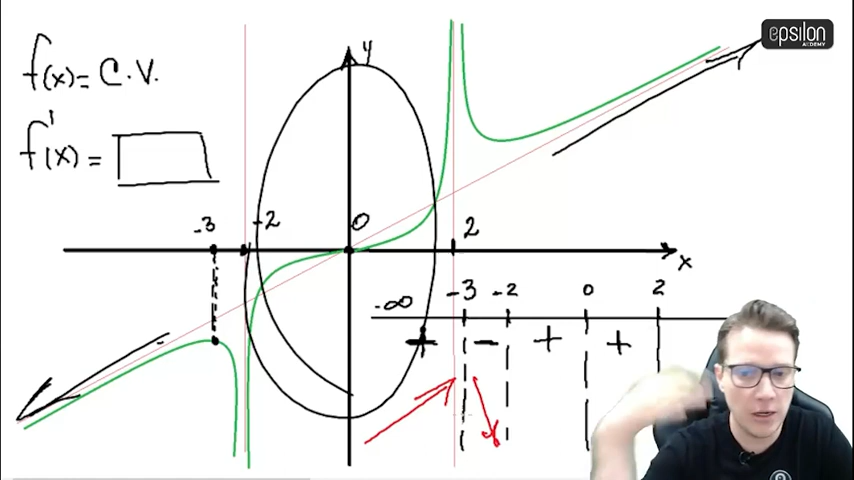 epsilon
ACADEMY
f(x) = C.V.
f'(x) =
y
-3
-2
0
2
x
-∞ -3 -2 0 2
+ - + +